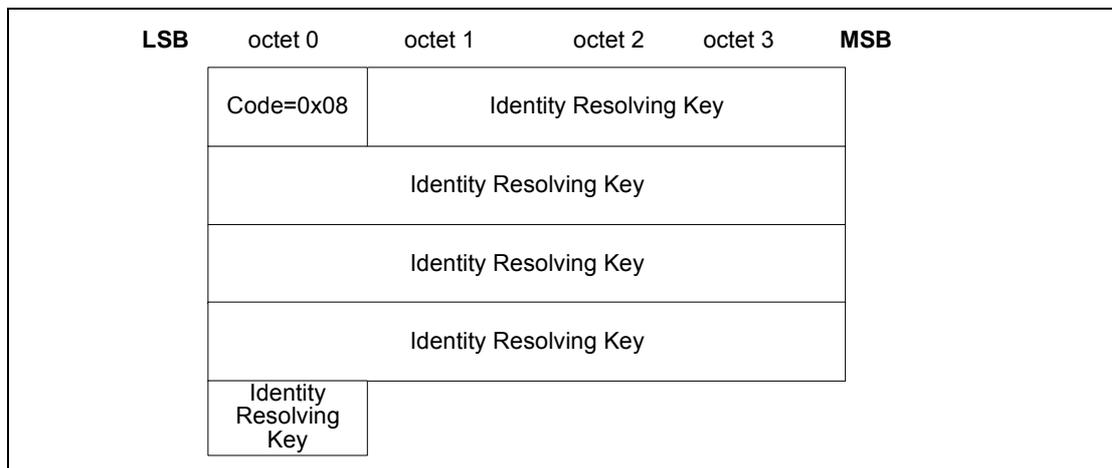 LSB octet 0 octet 1 octet 2 octet 3 MSB
Code=0x08 Identity Resolving Key
Identity Resolving Key
Identity Resolving Key
Identity Resolving Key
Identity
Resolving
Key